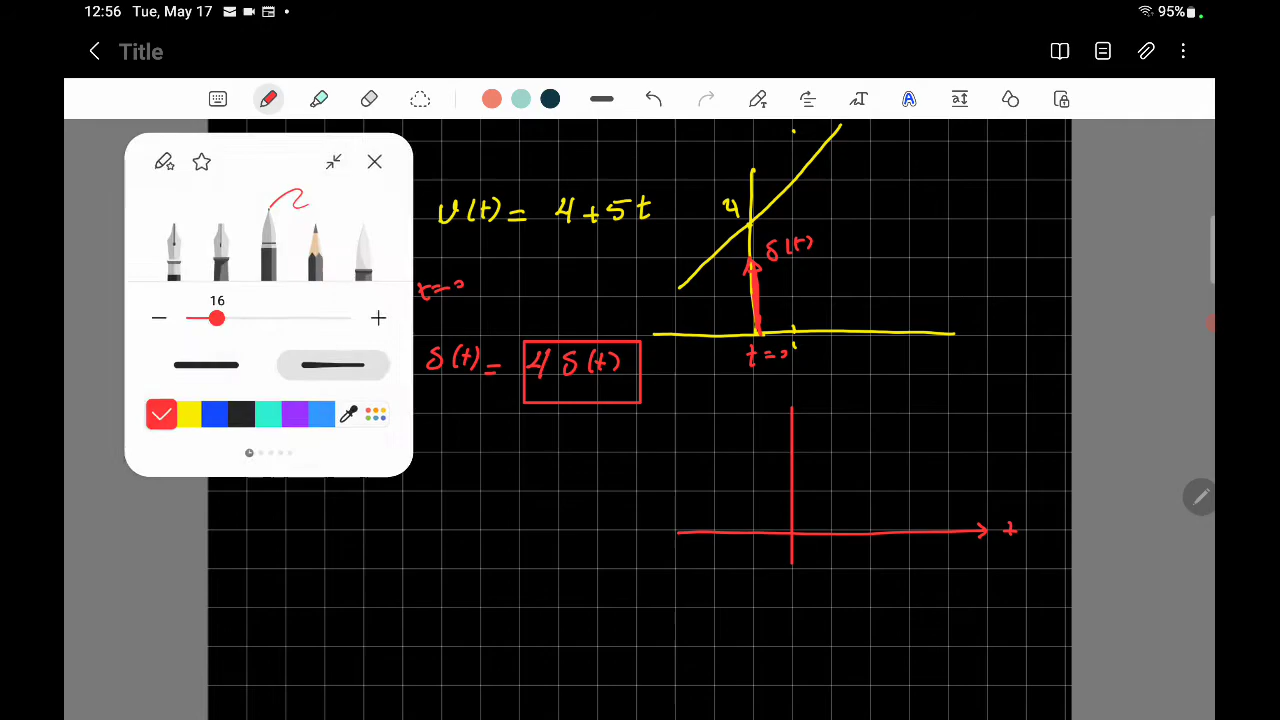 12:56 Tue, May 17
95%
Title
16
v(t) = 4+5t
4
δ(t)
t=0
δ(t) = 4 δ(t)
t=0
t